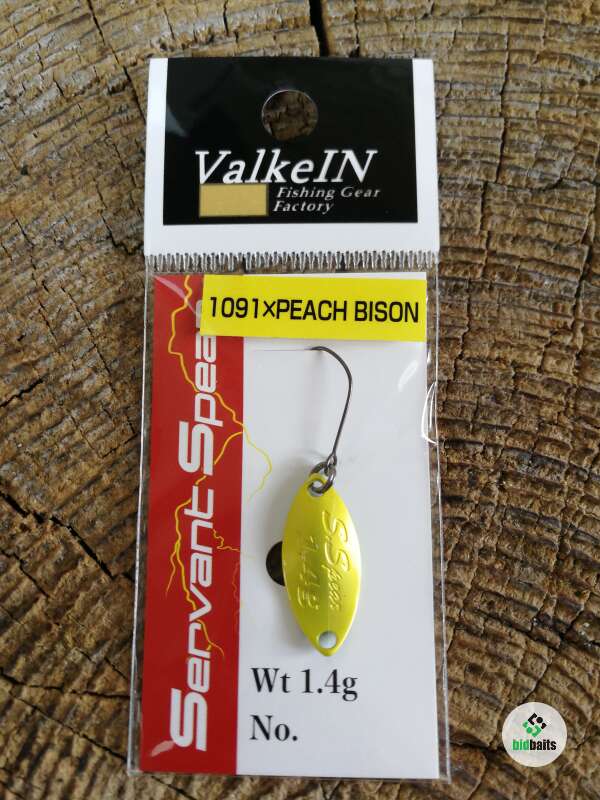 ValkeIN
Fishing Gear
Factory
1091×PEACH BISON
Servant Spea
S.Spear
1.4g
Wt 1.4g
No.
bidbaits